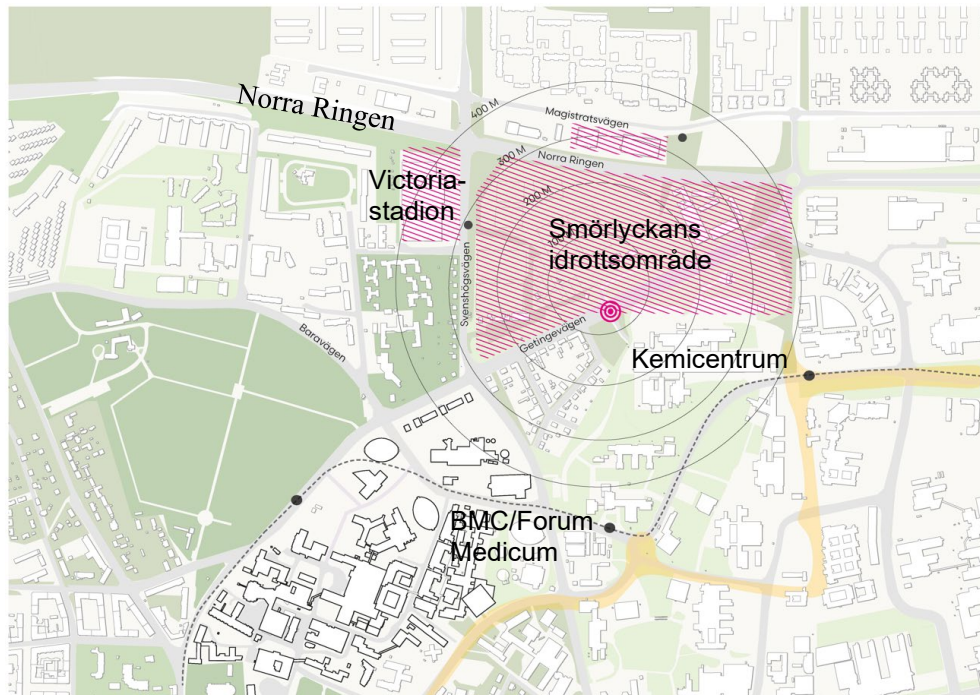 400 M
Magistratsvägen
Norra Ringen
300 M
Norra Ringen
Victoria-
stadion
200 M
Smörlyckans
idrottsområde
Svenshögsvägen
Getingevägen
Baravägen
Kemicentrum
BMC/Forum
Medicum